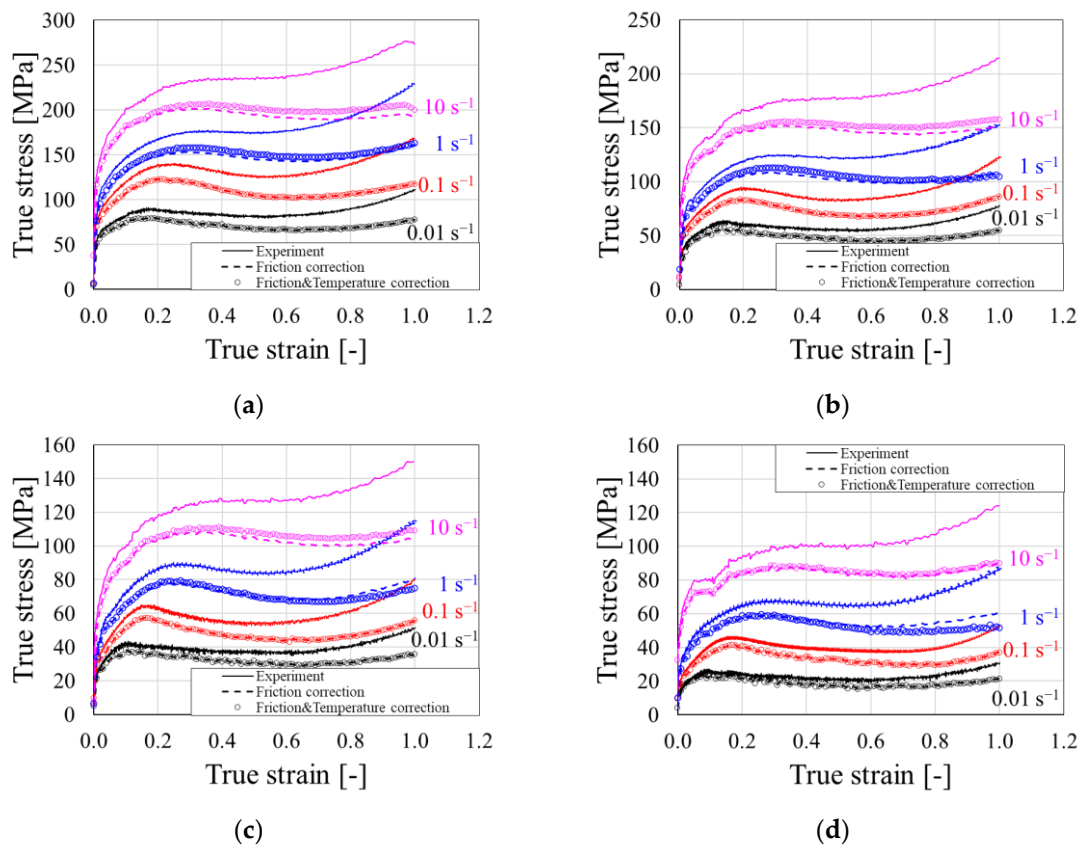 300
250
200
150
100
50
0
True stress [MPa]
10 s−1
1 s−1
0.1 s−1
0.01 s−1
Experiment
Friction correction
Friction&Temperature correction
0.0 0.2 0.4 0.6 0.8 1.0 1.2
True strain [-]
(a)
250
200
150
100
50
0
True stress [MPa]
10 s−1
1 s−1
0.1 s−1
0.01 s−1
Experiment
Friction correction
Friction&Temperature correction
0.0 0.2 0.4 0.6 0.8 1.0 1.2
True strain [-]
(b)
160
140
120
100
80
60
40
20
0
True stress [MPa]
10 s−1
1 s−1
0.1 s−1
0.01 s−1
Experiment
Friction correction
Friction&Temperature correction
0.0 0.2 0.4 0.6 0.8 1.0 1.2
True strain [-]
(c)
160
140
120
100
80
60
40
20
0
True stress [MPa]
Experiment
Friction correction
Friction&Temperature correction
10 s−1
1 s−1
0.1 s−1
0.01 s−1
0.0 0.2 0.4 0.6 0.8 1.0 1.2
True strain [-]
(d)